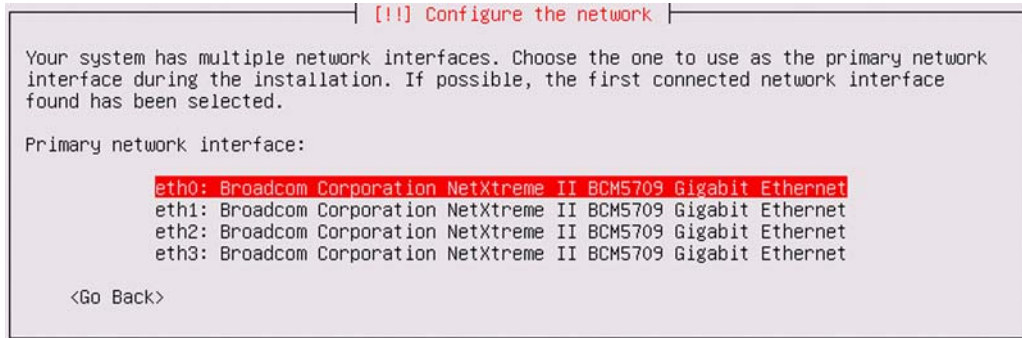 [!!] Configure the network
Your system has multiple network interfaces. Choose the one to use as the primary network
interface during the installation. If possible, the first connected network interface
found has been selected.
Primary network interface:
eth0: Broadcom Corporation NetXtreme II BCM5709 Gigabit Ethernet
eth1: Broadcom Corporation NetXtreme II BCM5709 Gigabit Ethernet
eth2: Broadcom Corporation NetXtreme II BCM5709 Gigabit Ethernet
eth3: Broadcom Corporation NetXtreme II BCM5709 Gigabit Ethernet
<Go Back>